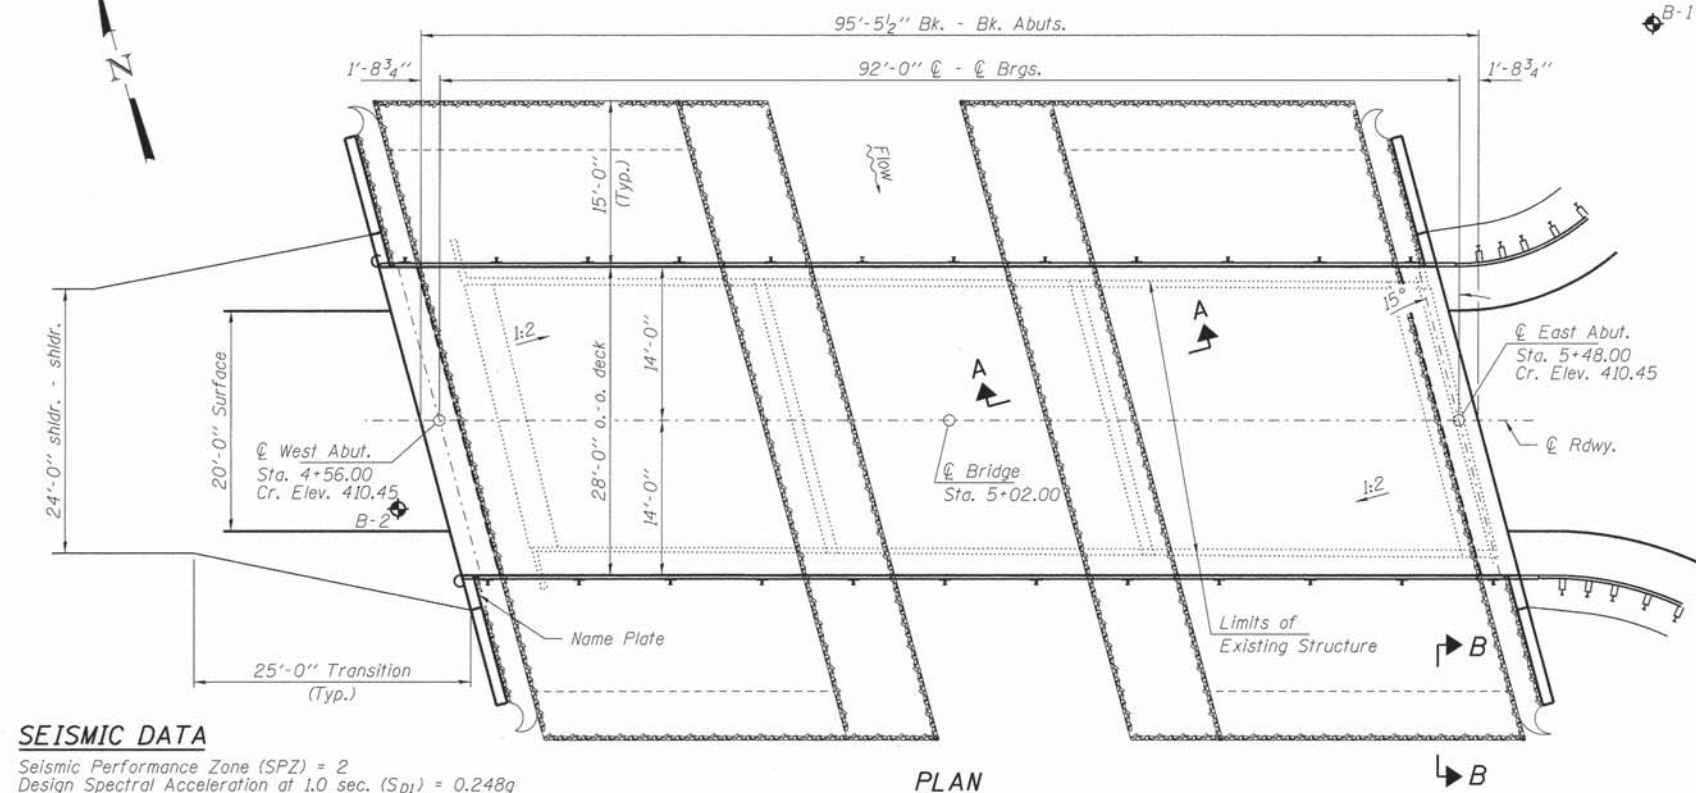 95'-5½" Bk. - Bk. Abuts.
B-1
1'-8¾"
92'-0" ℄ - ℄ Brgs.
1'-8¾"
N
15'-0"
(Typ.)
Flow
24'-0" shldr. - shldr.
20'-0" Surface
1:2
28'-0" o.-o. deck
14'-0"
14'-0"
A
A
15°
℄ East Abut.
Sta. 5+48.00
Cr. Elev. 410.45
℄ Rdwy.
℄ West Abut.
Sta. 4+56.00
Cr. Elev. 410.45
B-2
℄ Bridge
Sta. 5+02.00
1:2
Name Plate
Limits of
Existing Structure
B
25'-0" Transition
(Typ.)
B
SEISMIC DATA
Seismic Performance Zone (SPZ) = 2
Design Spectral Acceleration at 1.0 sec. (S_D1) = 0.248g
PLAN